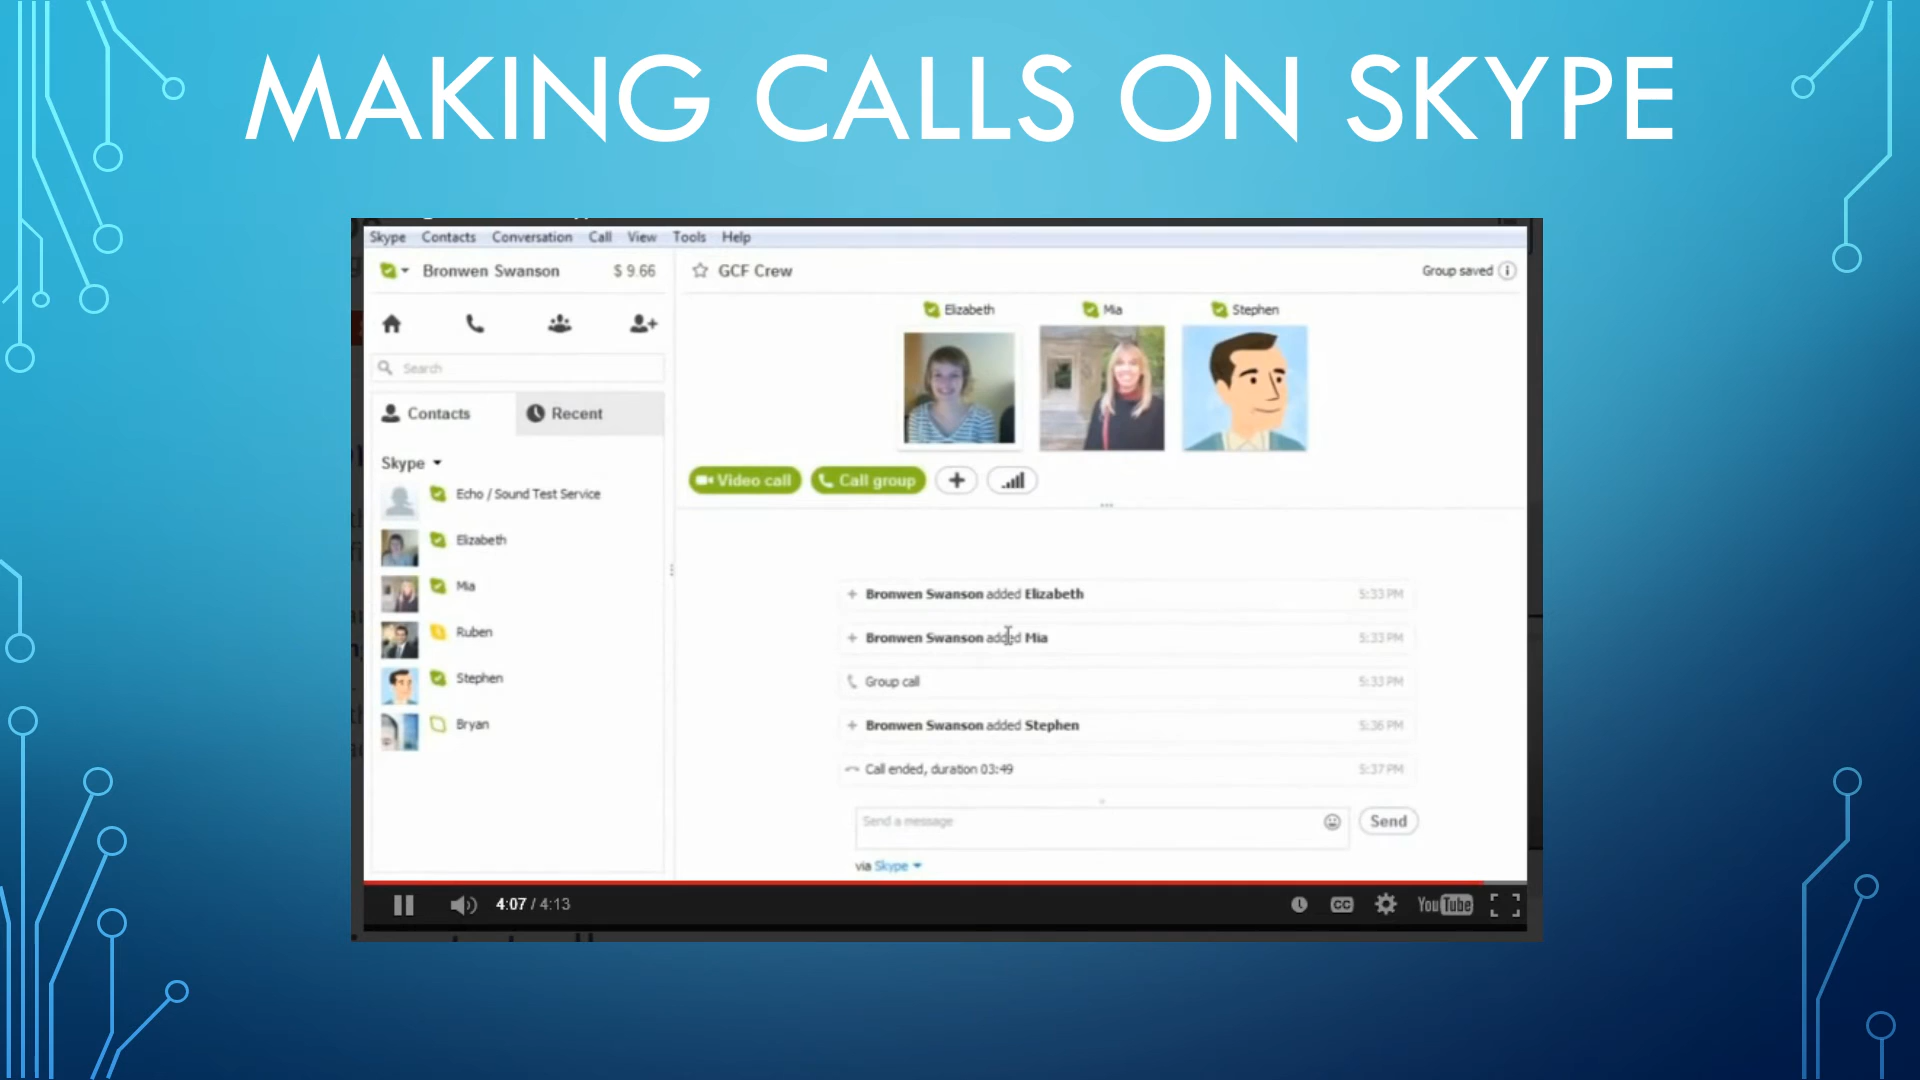 MAKING CALLS ON SKYPE
Skype Contacts Conversation Call View Tools Help
Bronwen Swanson $ 9.66
GCF Crew
Group saved
Elizabeth Mia Stephen
Search
Contacts Recent
Video call Call group
Skype
Echo / Sound Test Service
Elizabeth
Mia
Ruben
Stephen
Bryan
Bronwen Swanson added Elizabeth 5:33 PM
Bronwen Swanson added Mia 5:33 PM
Group call 5:33 PM
Bronwen Swanson added Stephen 5:36 PM
Call ended, duration 03:49 5:37 PM
Send a message Send
via Skype
4:07 / 4:13 CC YouTube